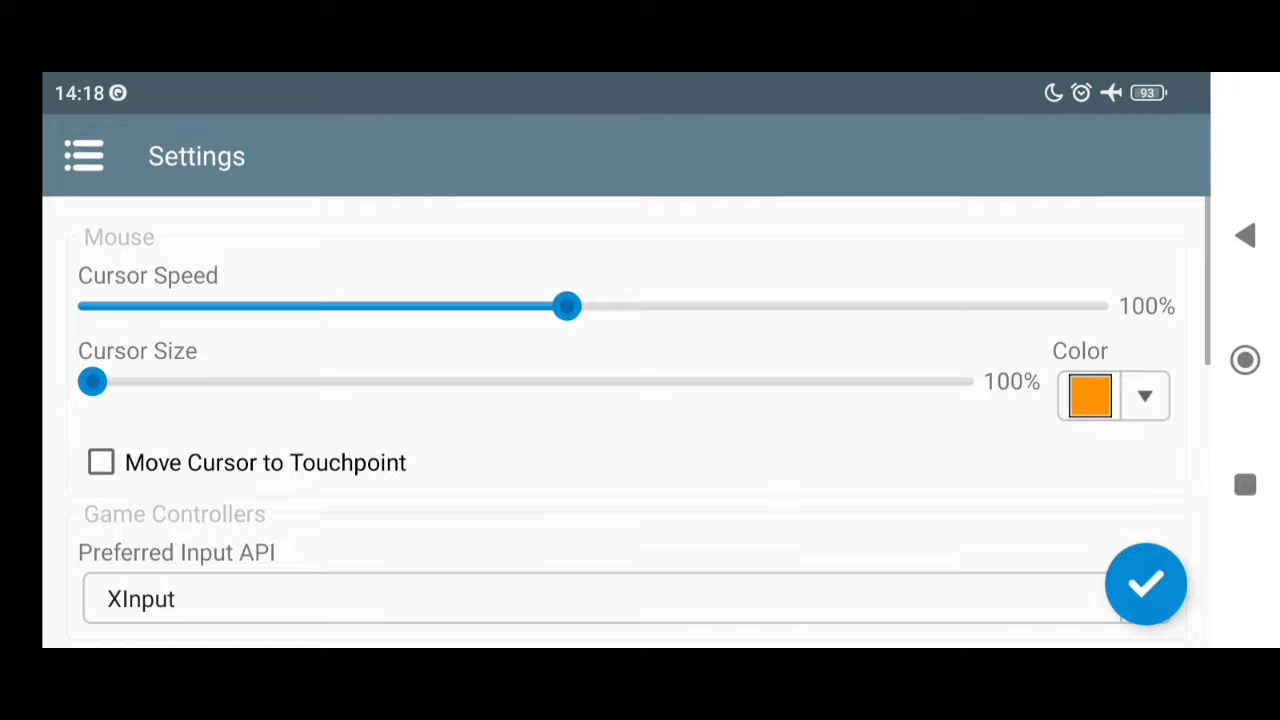 14:18
93
Settings
Mouse
Cursor Speed
100%
Cursor Size
Color
100%
Move Cursor to Touchpoint
Game Controllers
Preferred Input API
XInput